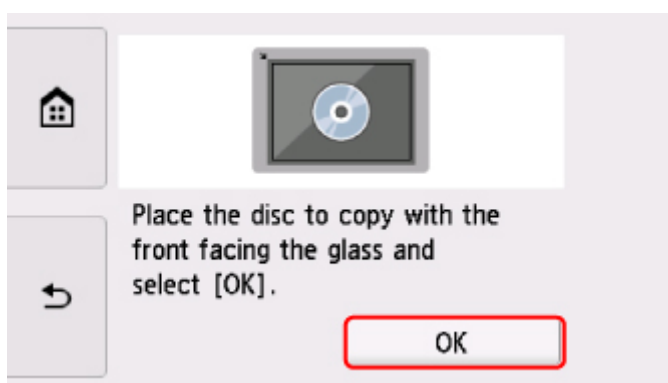 Place the disc to copy with the
front facing the glass and
select [OK].
OK